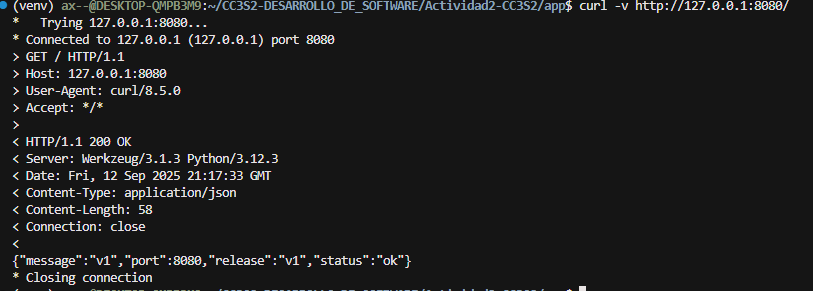 (venv) ax--@DESKTOP-QMPB3M9:~/CC3S2-DESARROLLO_DE_SOFTWARE/Actividad2-CC3S2/app$ curl -v http://127.0.0.1:8080/
*   Trying 127.0.0.1:8080...
* Connected to 127.0.0.1 (127.0.0.1) port 8080
> GET / HTTP/1.1
> Host: 127.0.0.1:8080
> User-Agent: curl/8.5.0
> Accept: */*
>
< HTTP/1.1 200 OK
< Server: Werkzeug/3.1.3 Python/3.12.3
< Date: Fri, 12 Sep 2025 21:17:33 GMT
< Content-Type: application/json
< Content-Length: 58
< Connection: close
<
{"message":"v1","port":8080,"release":"v1","status":"ok"}
* Closing connection